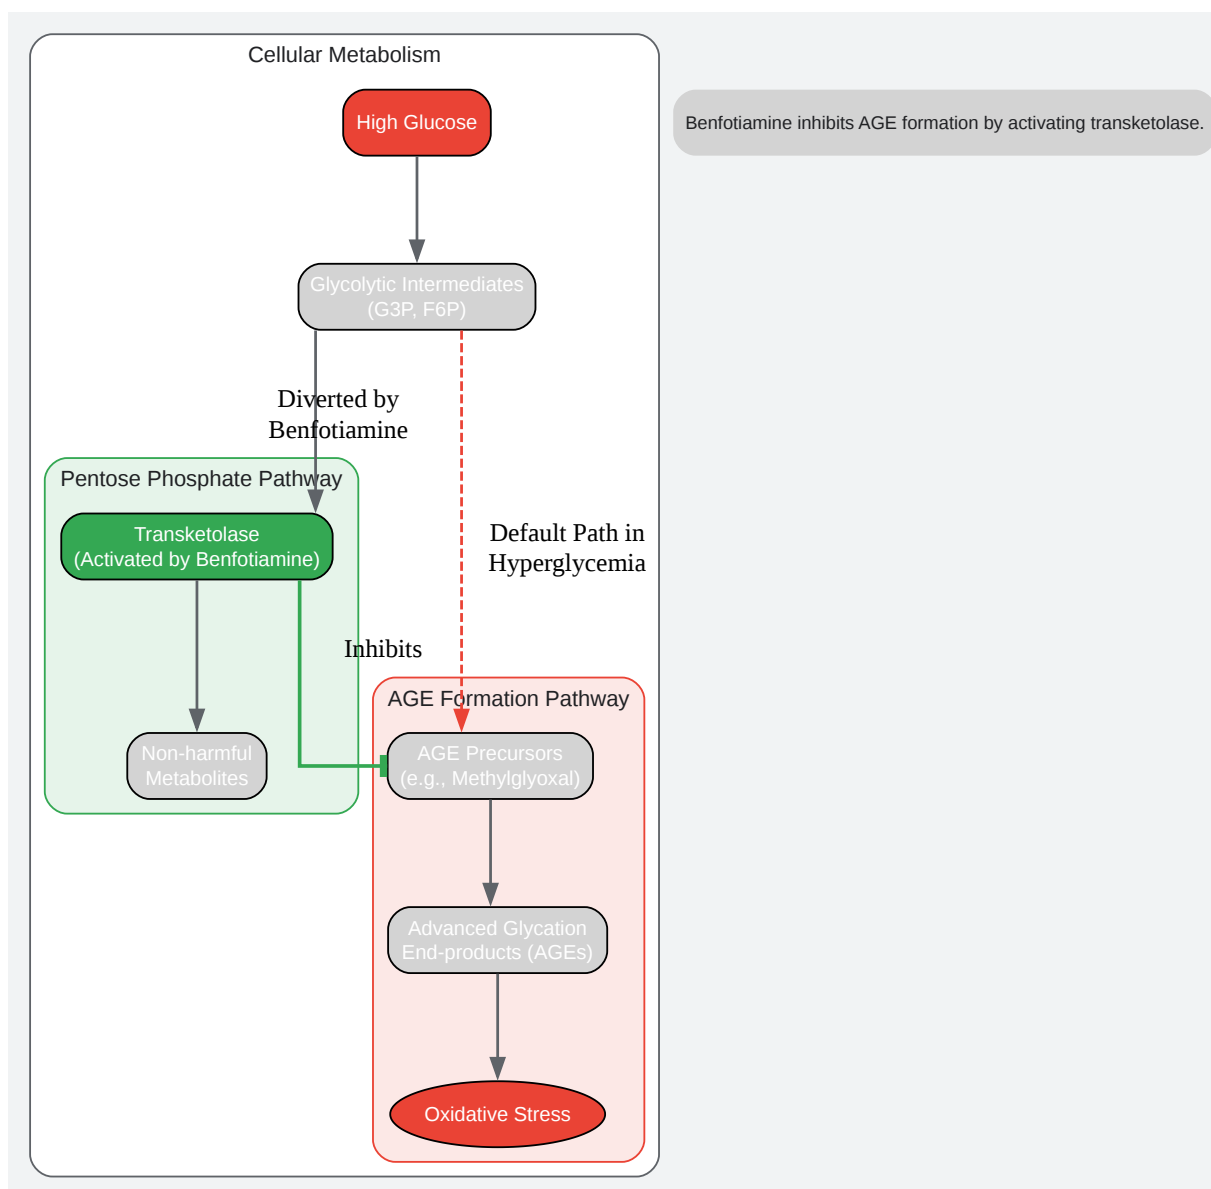 Cellular Metabolism
High Glucose
Benfotiamine inhibits AGE formation by activating transketolase.
Glycolytic Intermediates
(G3P, F6P)
Diverted by
Benfotiamine
Pentose Phosphate Pathway
Transketolase
(Activated by Benfotiamine)
Default Path in
Hyperglycemia
Inhibits
AGE Formation Pathway
Non-harmful
Metabolites
AGE Precursors
(e.g., Methylglyoxal)
Advanced Glycation
End-products (AGEs)
Oxidative Stress